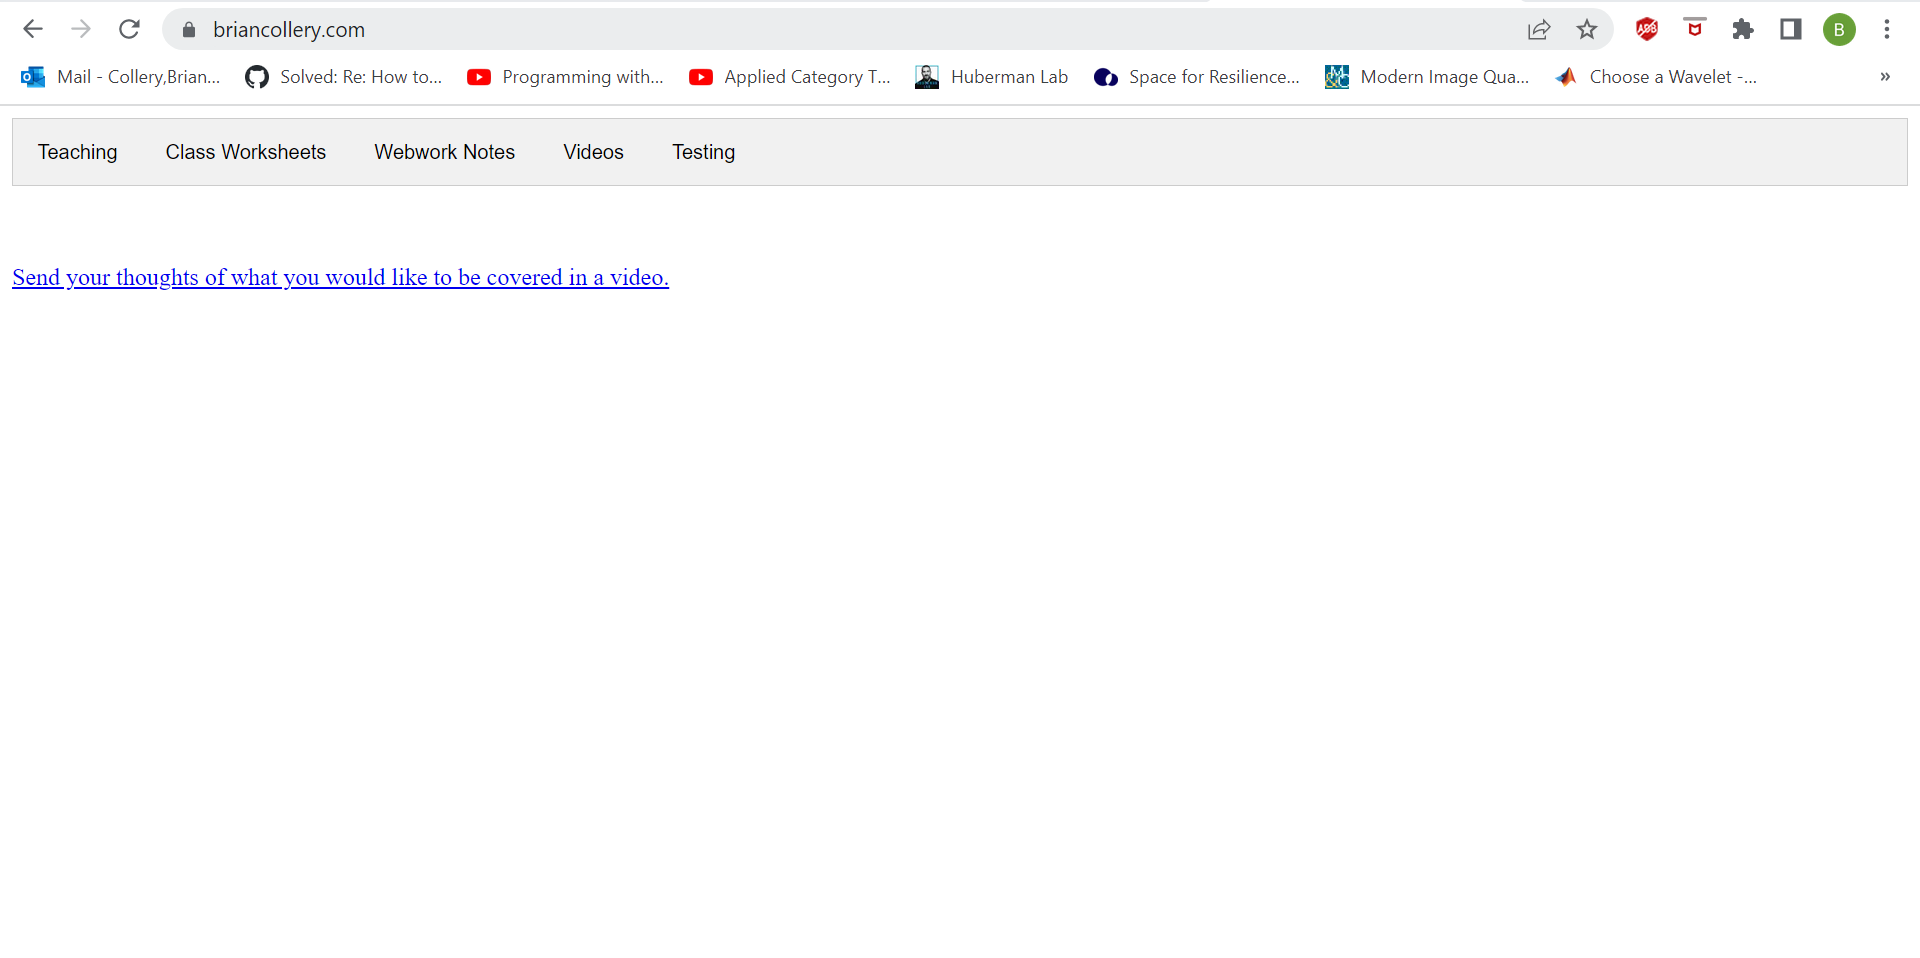 briancollery.com
B
Mail - Collery,Brian... Solved: Re: How to... Programming with... Applied Category T... Huberman Lab Space for Resilience... Modern Image Qua... Choose a Wavelet -... »
Teaching Class Worksheets Webwork Notes Videos Testing
Send your thoughts of what you would like to be covered in a video.